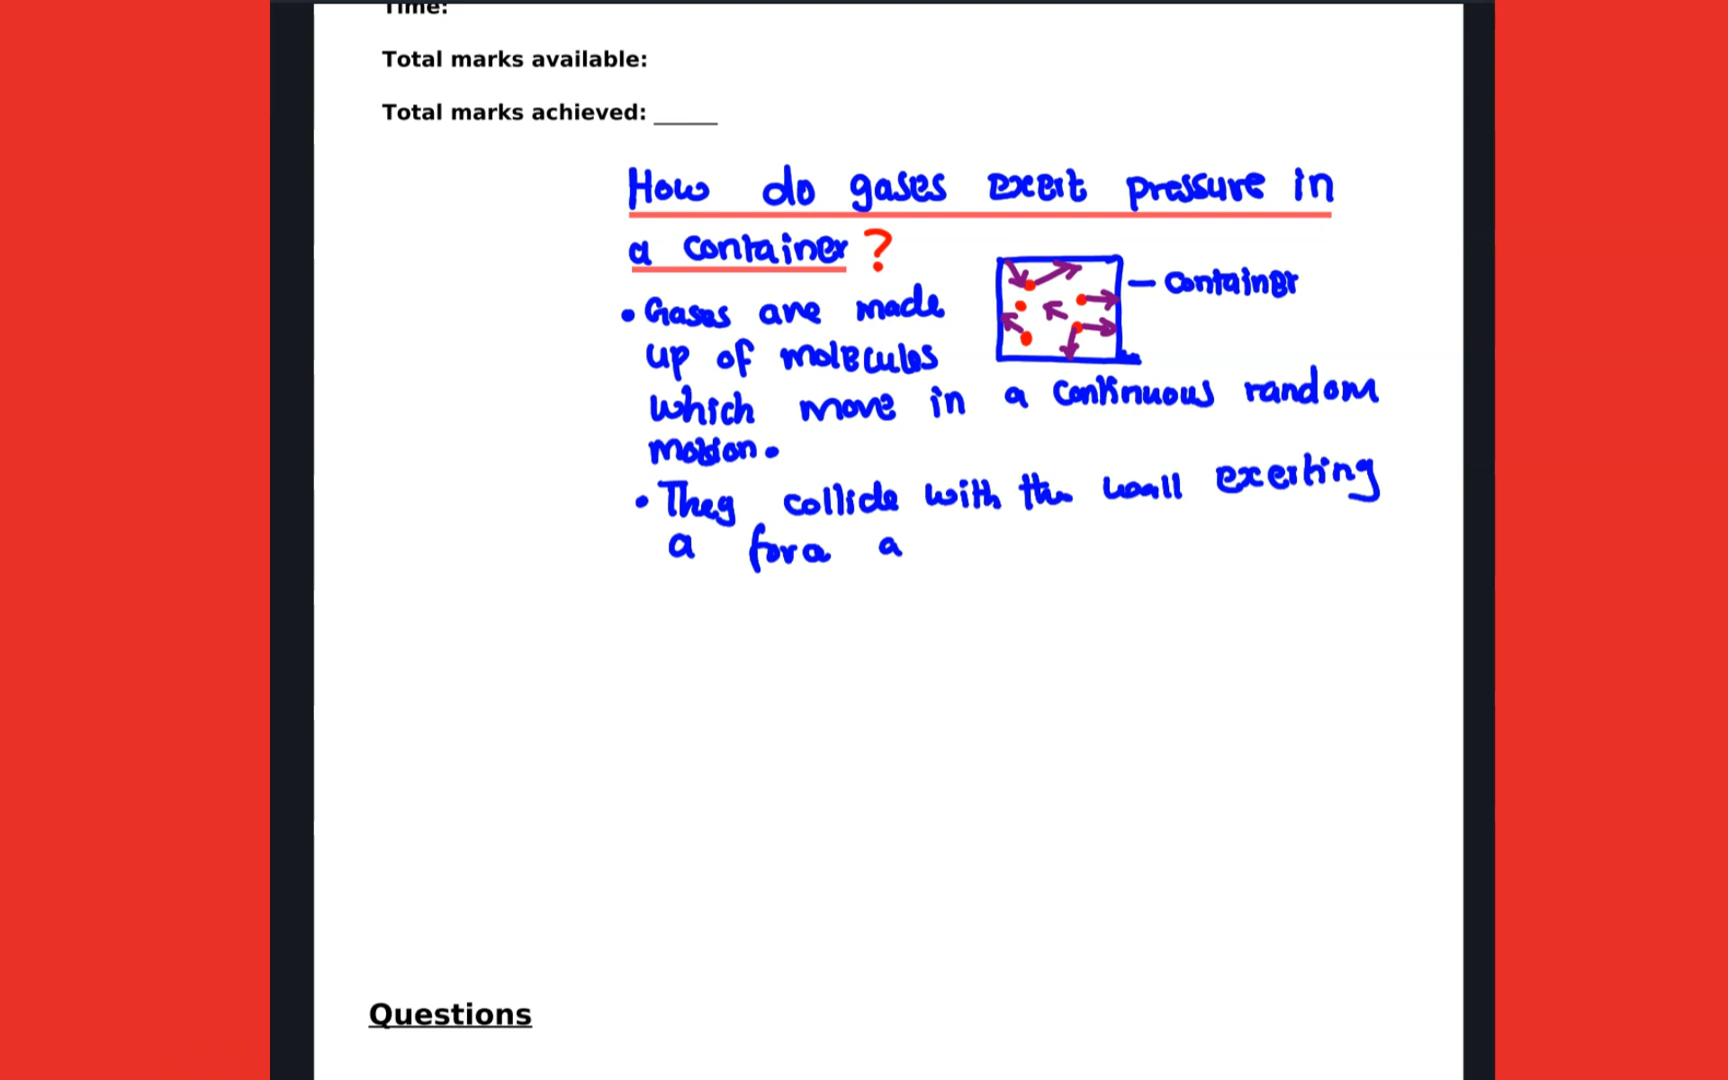 Time:
Total marks available:
Total marks achieved: ______
How do gases exert pressure in
a container?
- Container
• Gases are made
up of molecules
which move in a continuous random
motion.
• They collide with the wall exerting
a force a
Questions